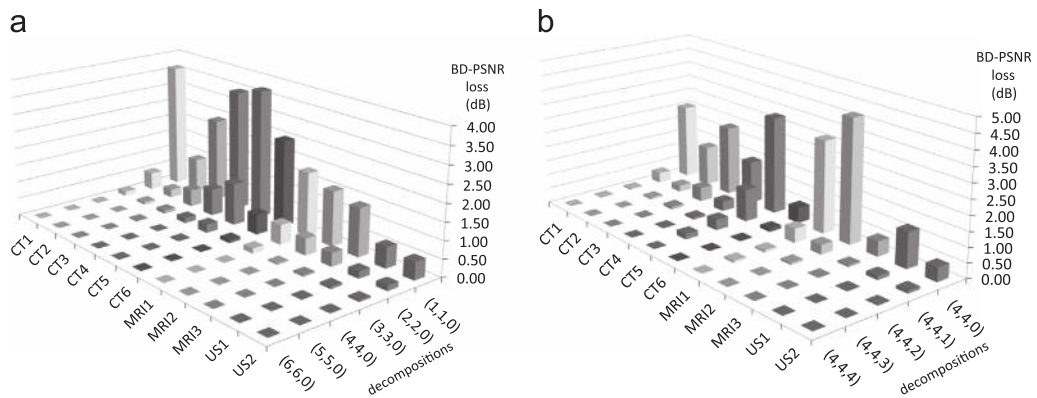 a
BD-PSNR
loss
(dB)
4.00
3.50
3.00
2.50
2.00
1.50
1.00
0.50
0.00
CT1
CT2
CT3
CT4
CT5
CT6
MRI1
MRI2
MRI3
US1
US2
(6,6,0)
(5,5,0)
(4,4,0)
(3,3,0)
(2,2,0)
(1,1,0)
decompositions
b
BD-PSNR
loss
(dB)
5.00
4.50
4.00
3.50
3.00
2.50
2.00
1.50
1.00
0.50
0.00
CT1
CT2
CT3
CT4
CT5
CT6
MRI1
MRI2
MRI3
US1
US2
(4,4,4)
(4,4,3)
(4,4,2)
(4,4,1)
(4,4,0)
decompositions